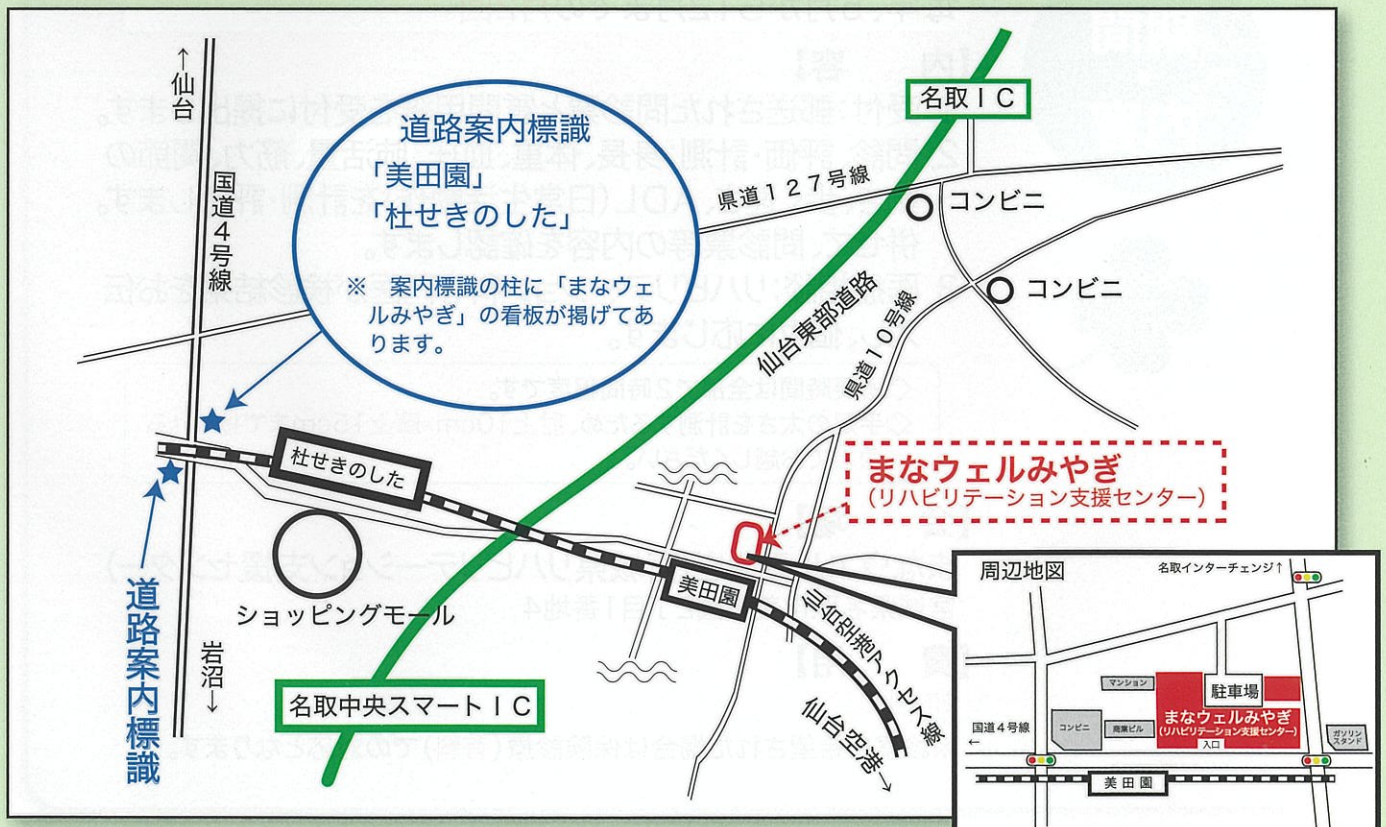 ↑仙台
国道4号線
道路案内標識
「美田園」
「杜せきのした」
※ 案内標識の柱に「まなウェ
ルみやぎ」の看板が掲げてあ
ります。
名取IC
県道127号線
コンビニ
コンビニ
仙台東部道路
県道10号線
杜せきのした
まなウェルみやぎ
(リハビリテーション支援センター)
ショッピングモール
美田園
道路案内標識
岩沼→
名取中央スマートIC
仙台空港アクセス線
仙台空港→
周辺地図
名取インターチェンジ↑
マンション
駐車場
国道4号線
←
コンビニ
商業ビル
まなウェルみやぎ
(リハビリテーション支援センター)
入口
ガソリン
スタンド
美田園